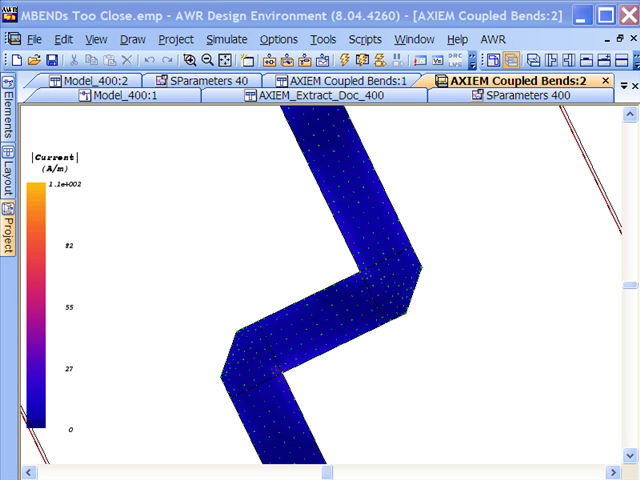 MBENDs Too Close.emp - AWR Design Environment (8.04.4260) - [AXIEM Coupled Bends:2]
File Edit View Draw Project Simulate Options Tools Scripts Window Help AWR
Model_400:2 SParameters 40 AXIEM Coupled Bends:1 AXIEM Coupled Bends:2
Model_400:1 AXIEM_Extract_Doc_400 SParameters 400
Elements
Layout
Project
|Current|
(A/m)
1.1e+002
82
55
27
0